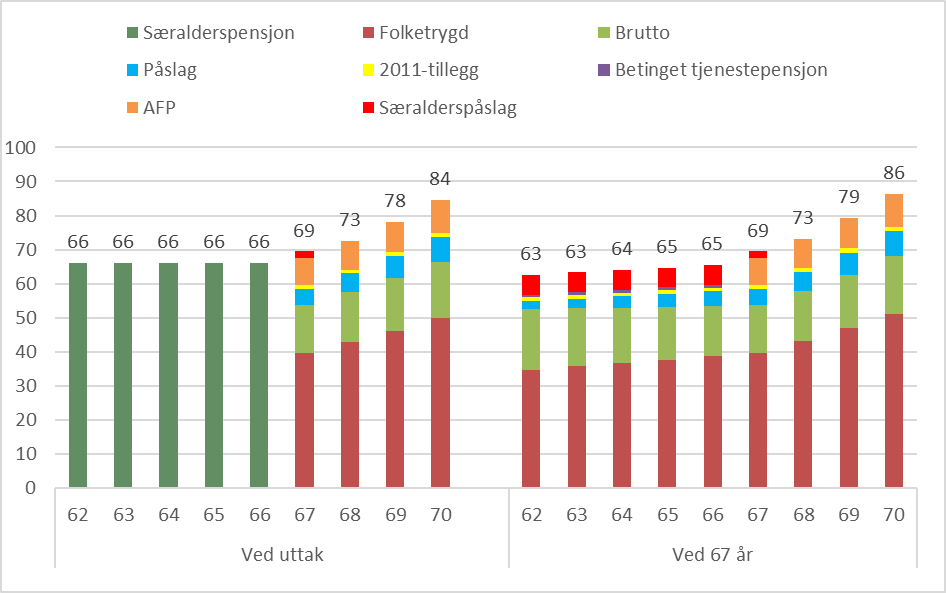 Særalderspensjon Folketrygd Brutto
Påslag 2011-tillegg Betinget tjenestepensjon
AFP Særalderspåslag
100
90
80
70
60
50
40
30
20
10
0
66 66 66 66 66 69 73 78 84 63 63 64 65 65 69 73 79 86
62 63 64 65 66 67 68 69 70 62 63 64 65 66 67 68 69 70
Ved uttak Ved 67 år